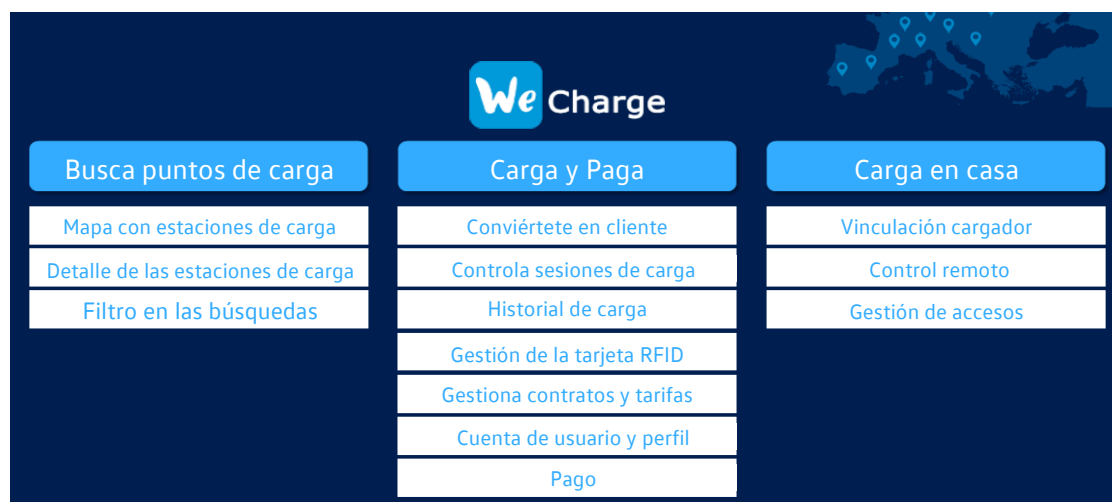 We Charge
Busca puntos de carga
Mapa con estaciones de carga
Detalle de las estaciones de carga
Filtro en las búsquedas
Carga y Paga
Conviértete en cliente
Controla sesiones de carga
Historial de carga
Gestión de la tarjeta RFID
Gestiona contratos y tarifas
Cuenta de usuario y perfil
Pago
Carga en casa
Vinculación cargador
Control remoto
Gestión de accesos